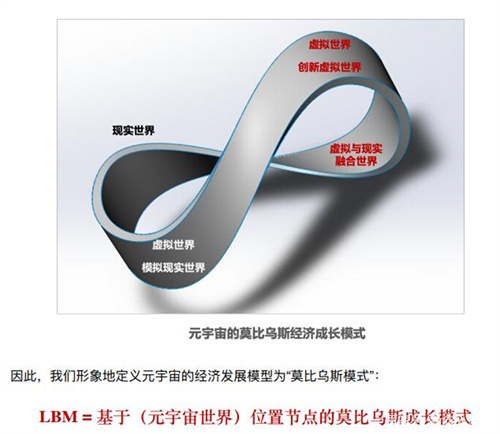 虚拟世界
创新虚拟世界
现实世界
虚拟与现实
融合世界
虚拟世界
模拟现实世界
元宇宙的莫比乌斯经济成长模式
因此，我们形象地定义元宇宙的经济发展模型为“莫比乌斯模式”：
LBM = 基于（元宇宙世界）位置节点的莫比乌斯成长模式